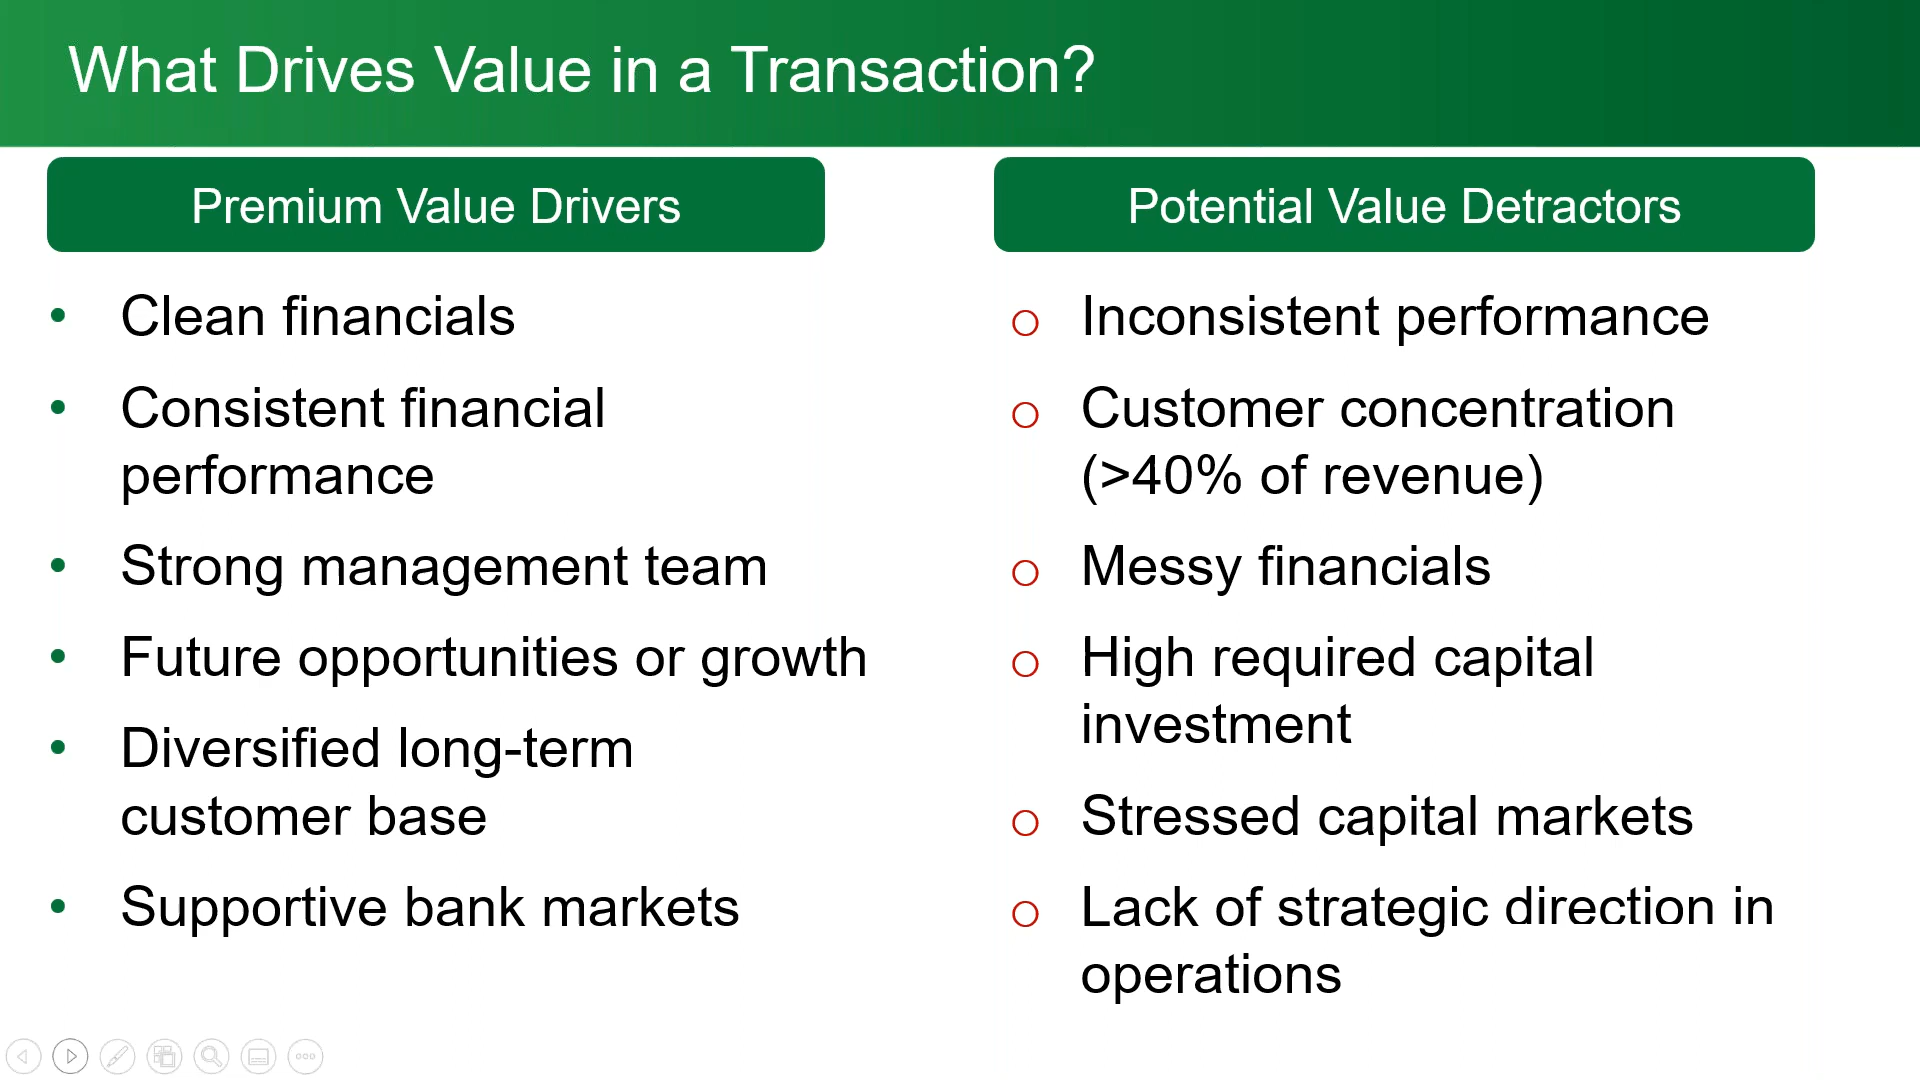 What Drives Value in a Transaction?
Premium Value Drivers
• Clean financials
• Consistent financial
performance
• Strong management team
• Future opportunities or growth
• Diversified long-term
customer base
• Supportive bank markets
Potential Value Detractors
o Inconsistent performance
o Customer concentration
(>40% of revenue)
o Messy financials
o High required capital
investment
o Stressed capital markets
o Lack of strategic direction in
operations